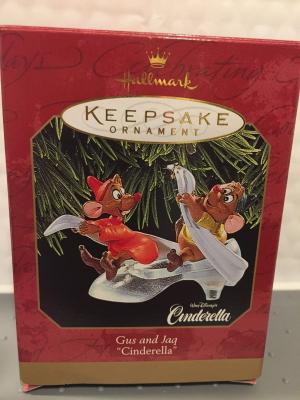 Hallmark
KEEPSAKE
ORNAMENT
Walt Disney's
Cinderella
Gus and Jaq
"Cinderella"